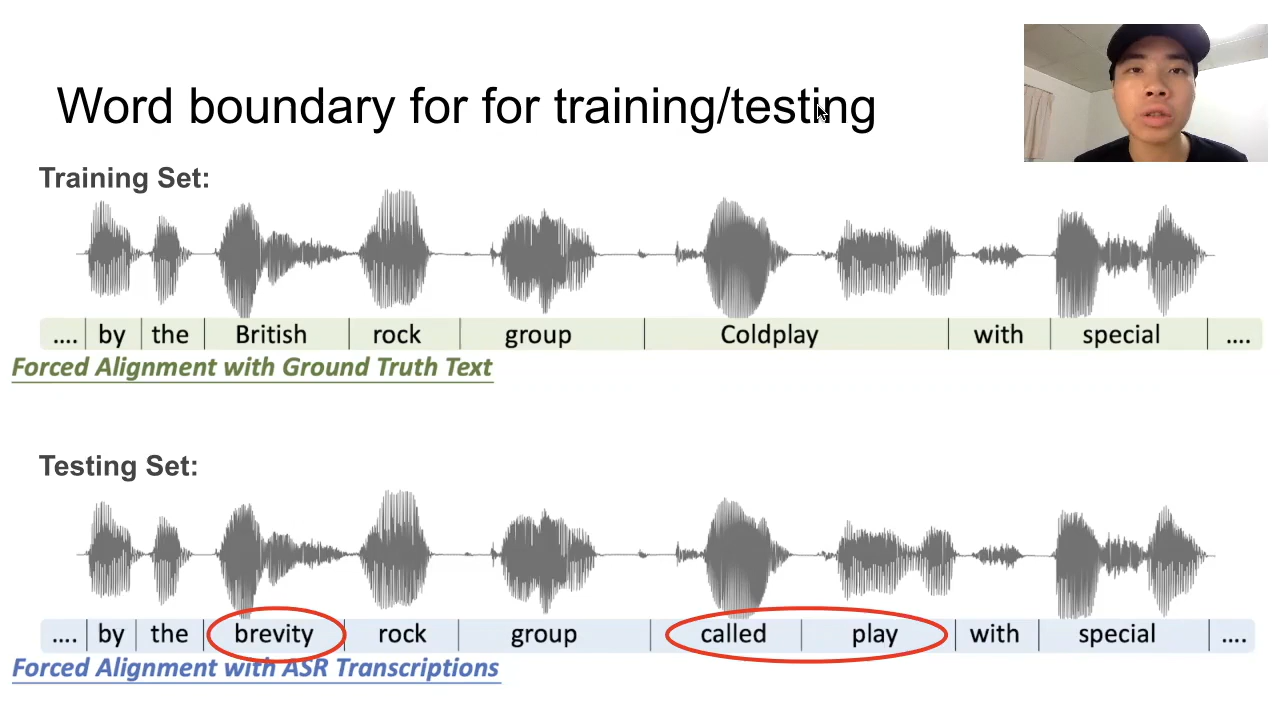 Word boundary for for training/testing
Training Set:
.... by the British rock group Coldplay with special ....
Forced Alignment with Ground Truth Text
Testing Set:
.... by the brevity rock group called play with special ....
Forced Alignment with ASR Transcriptions